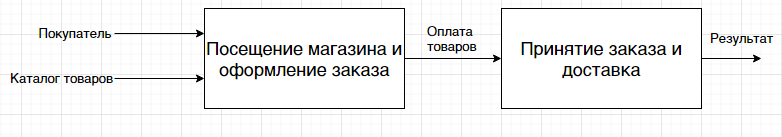 Покупатель
Каталог товаров
Посещение магазина и
оформление заказа
Оплата
товаров
Принятие заказа и
доставка
Результат